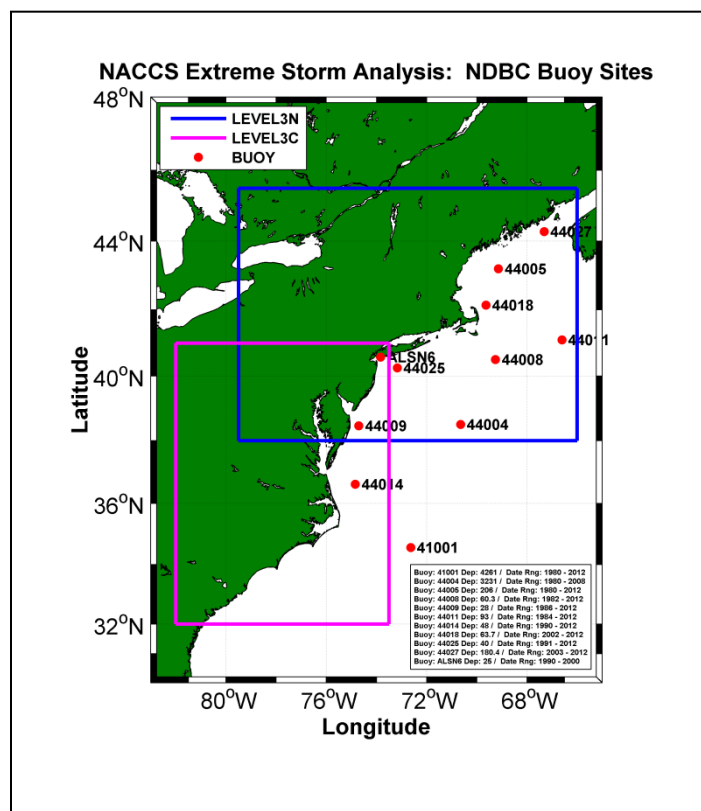 NACCS Extreme Storm Analysis: NDBC Buoy Sites
48°N
LEVEL3N
LEVEL3C
BUOY
44°N
44027
44005
44018
44011
ALSN6
44008
40°N
44025
Latitude
44009
44004
36°N
44014
41001
Buoy: 41001 Dep: 4261 / Date Rng: 1980 - 2012
Buoy: 44004 Dep: 3231 / Date Rng: 1980 - 2008
Buoy: 44005 Dep: 206 / Date Rng: 1980 - 2012
Buoy: 44008 Dep: 60.3 / Date Rng: 1982 - 2012
Buoy: 44009 Dep: 28 / Date Rng: 1986 - 2012
Buoy: 44011 Dep: 93 / Date Rng: 1984 - 2012
Buoy: 44014 Dep: 48 / Date Rng: 1990 - 2012
Buoy: 44018 Dep: 63.7 / Date Rng: 2002 - 2012
Buoy: 44025 Dep: 40 / Date Rng: 1991 - 2012
Buoy: 44027 Dep: 180.4 / Date Rng: 2003 - 2012
Buoy: ALSN6 Dep: 25 / Date Rng: 1990 - 2000
32°N
80°W 76°W 72°W 68°W
Longitude